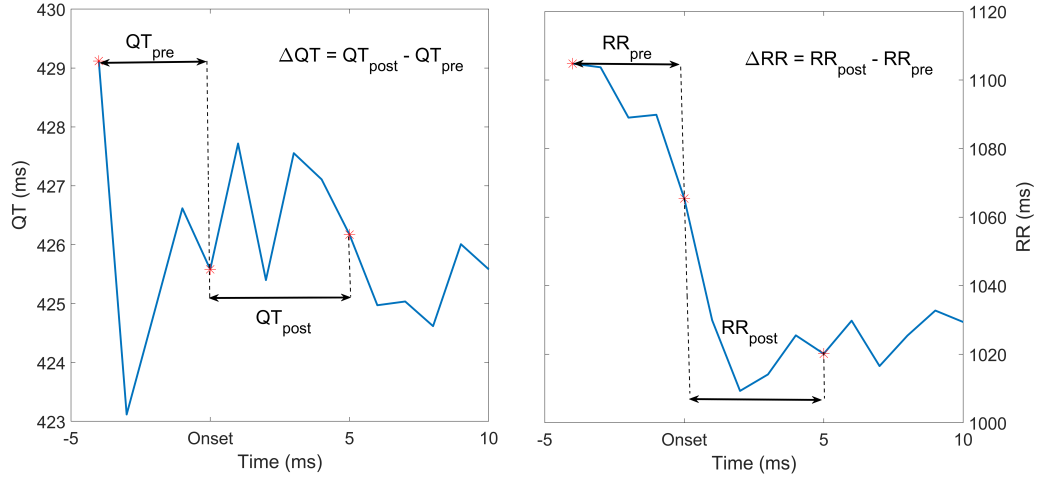 430
429
428
427
426
425
424
423
QT (ms)
QTpre
ΔQT = QTpost - QTpre
QTpost
-5
Onset
5
10
Time (ms)
RRpre
ΔRR = RRpost - RRpre
RRpost
1120
1100
1080
1060
1040
1020
1000
RR (ms)
-5
Onset
5
10
Time (ms)